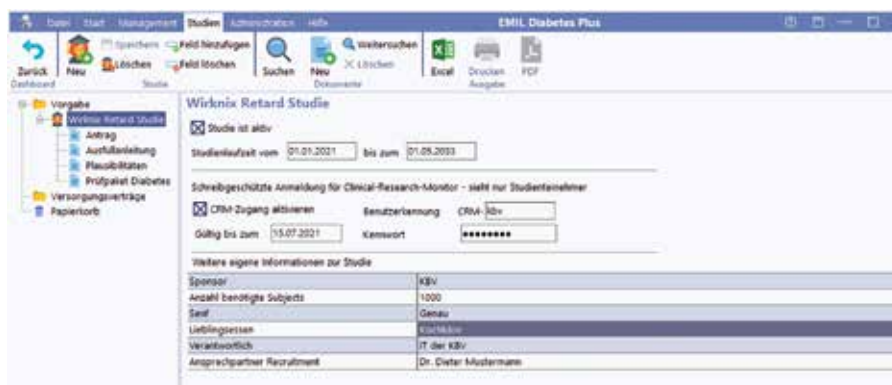 Datei Start Management Studien Administration Hilfe EMIL Diabetes Plus
Zurück Neu Speichern Löschen Feld hinzufügen Feld löschen Suchen Neu Weitersuchen Löschen Excel Drucken PDF
Dashboard Studie Dokumente Ausgabe
Vorgabe
Wirknix Retard Studie
Antrag
Ausfüllanleitung
Plausibilitäten
Prüfpaket Diabetes
Versorgungsverträge
Papierkorb
Wirknix Retard Studie
Studie ist aktiv
Studienlaufzeit vom 01.01.2021 bis zum 01.05.2033
Schreibgeschützte Anmeldung für Clinical-Research-Monitor - sieht nur Studienteilnehmer
CRM-Zugang aktivieren Benutzerkennung CRM- kbv
Gültig bis zum 15.07.2021 Kennwort ●●●●●●●●
Weitere eigene Informationen zur Studie
Sponsor KBV
Anzahl benötigte Subjects 1000
Senf Genau
Lieblingsessen
Verantwortlich IT der KBV
Ansprechpartner Recruitment Dr. Dieter Mustermann